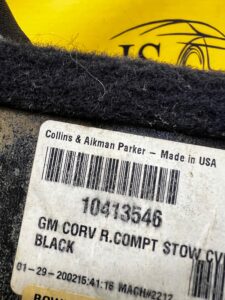 ISO
Collins & Aikman Parker – Made in USA
10413546
GM CORV R.COMPT STOW CV
BLACK
01-29-200215:41:18 MACH#2212